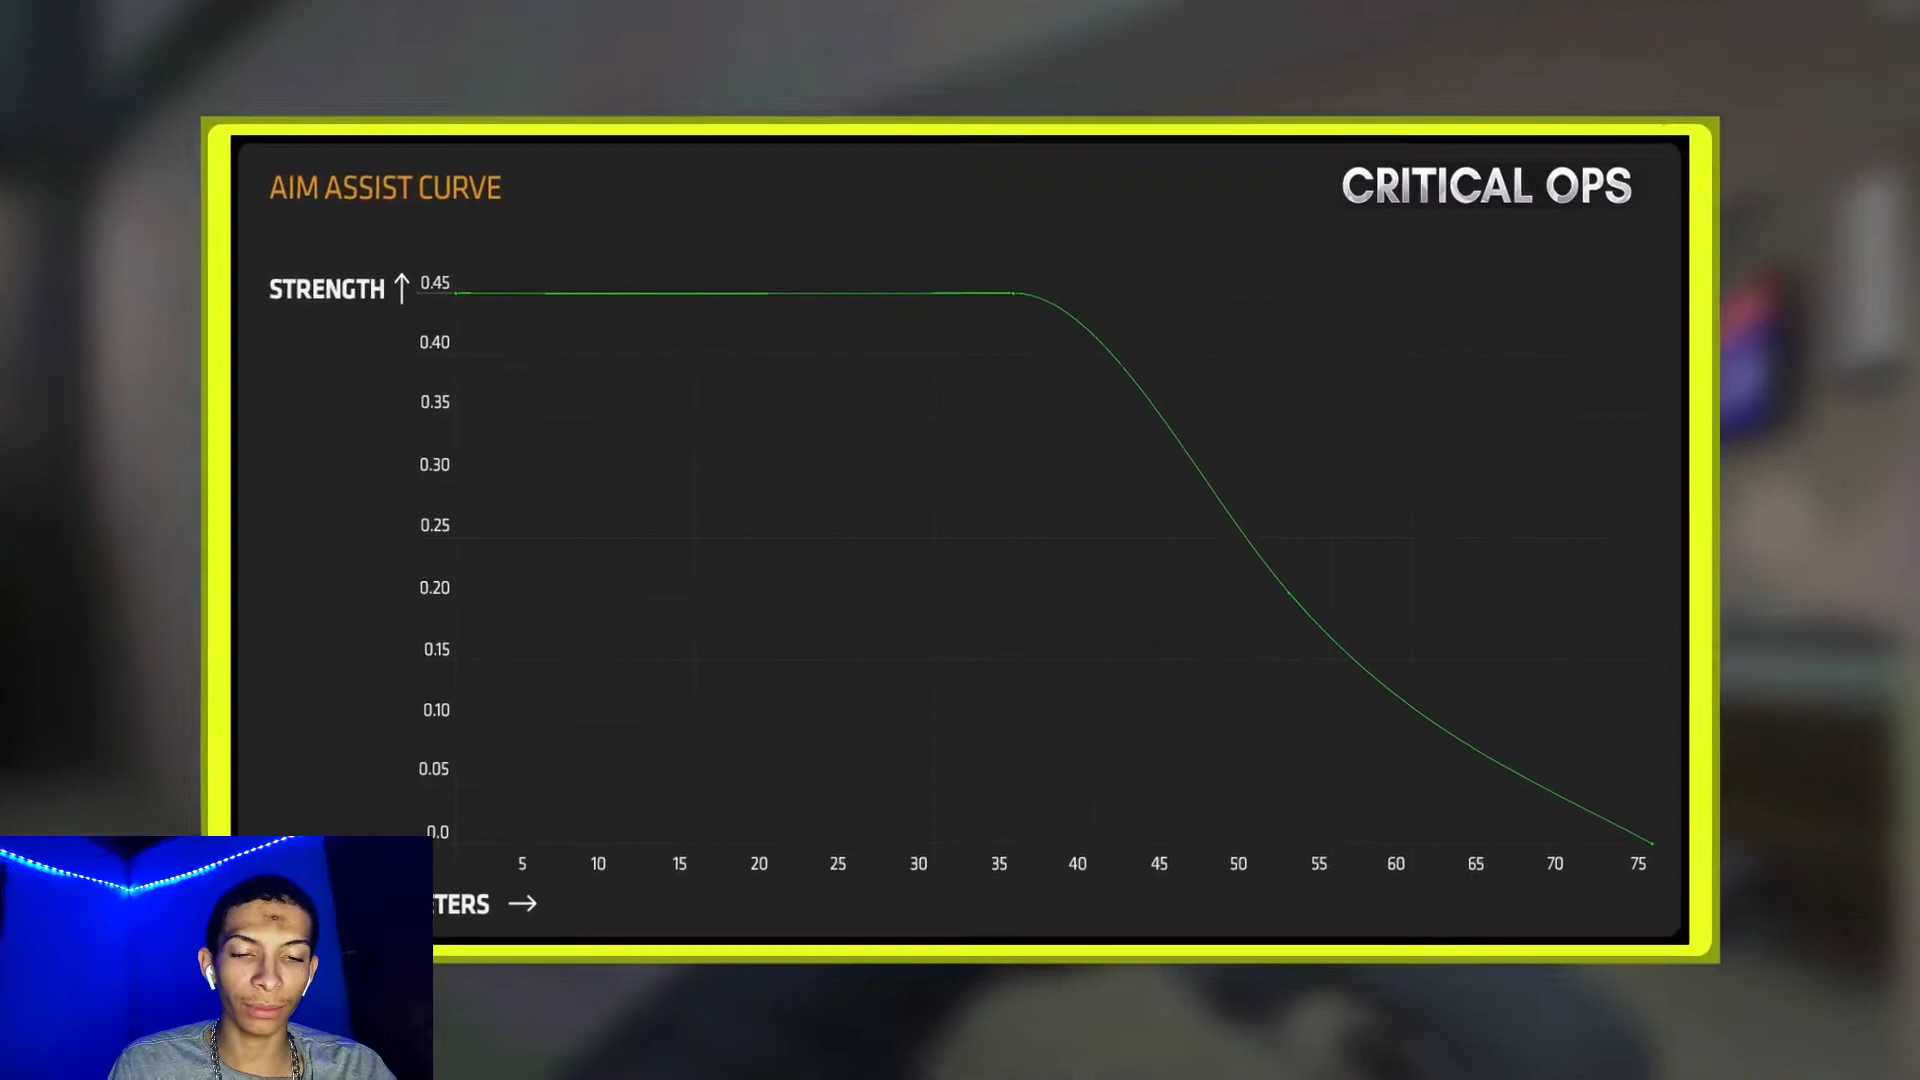 AIM ASSIST CURVE
CRITICAL OPS
STRENGTH ↑
0.45
0.40
0.35
0.30
0.25
0.20
0.15
0.10
0.05
0.0
5 10 15 20 25 30 35 40 45 50 55 60 65 70 75
TERS →